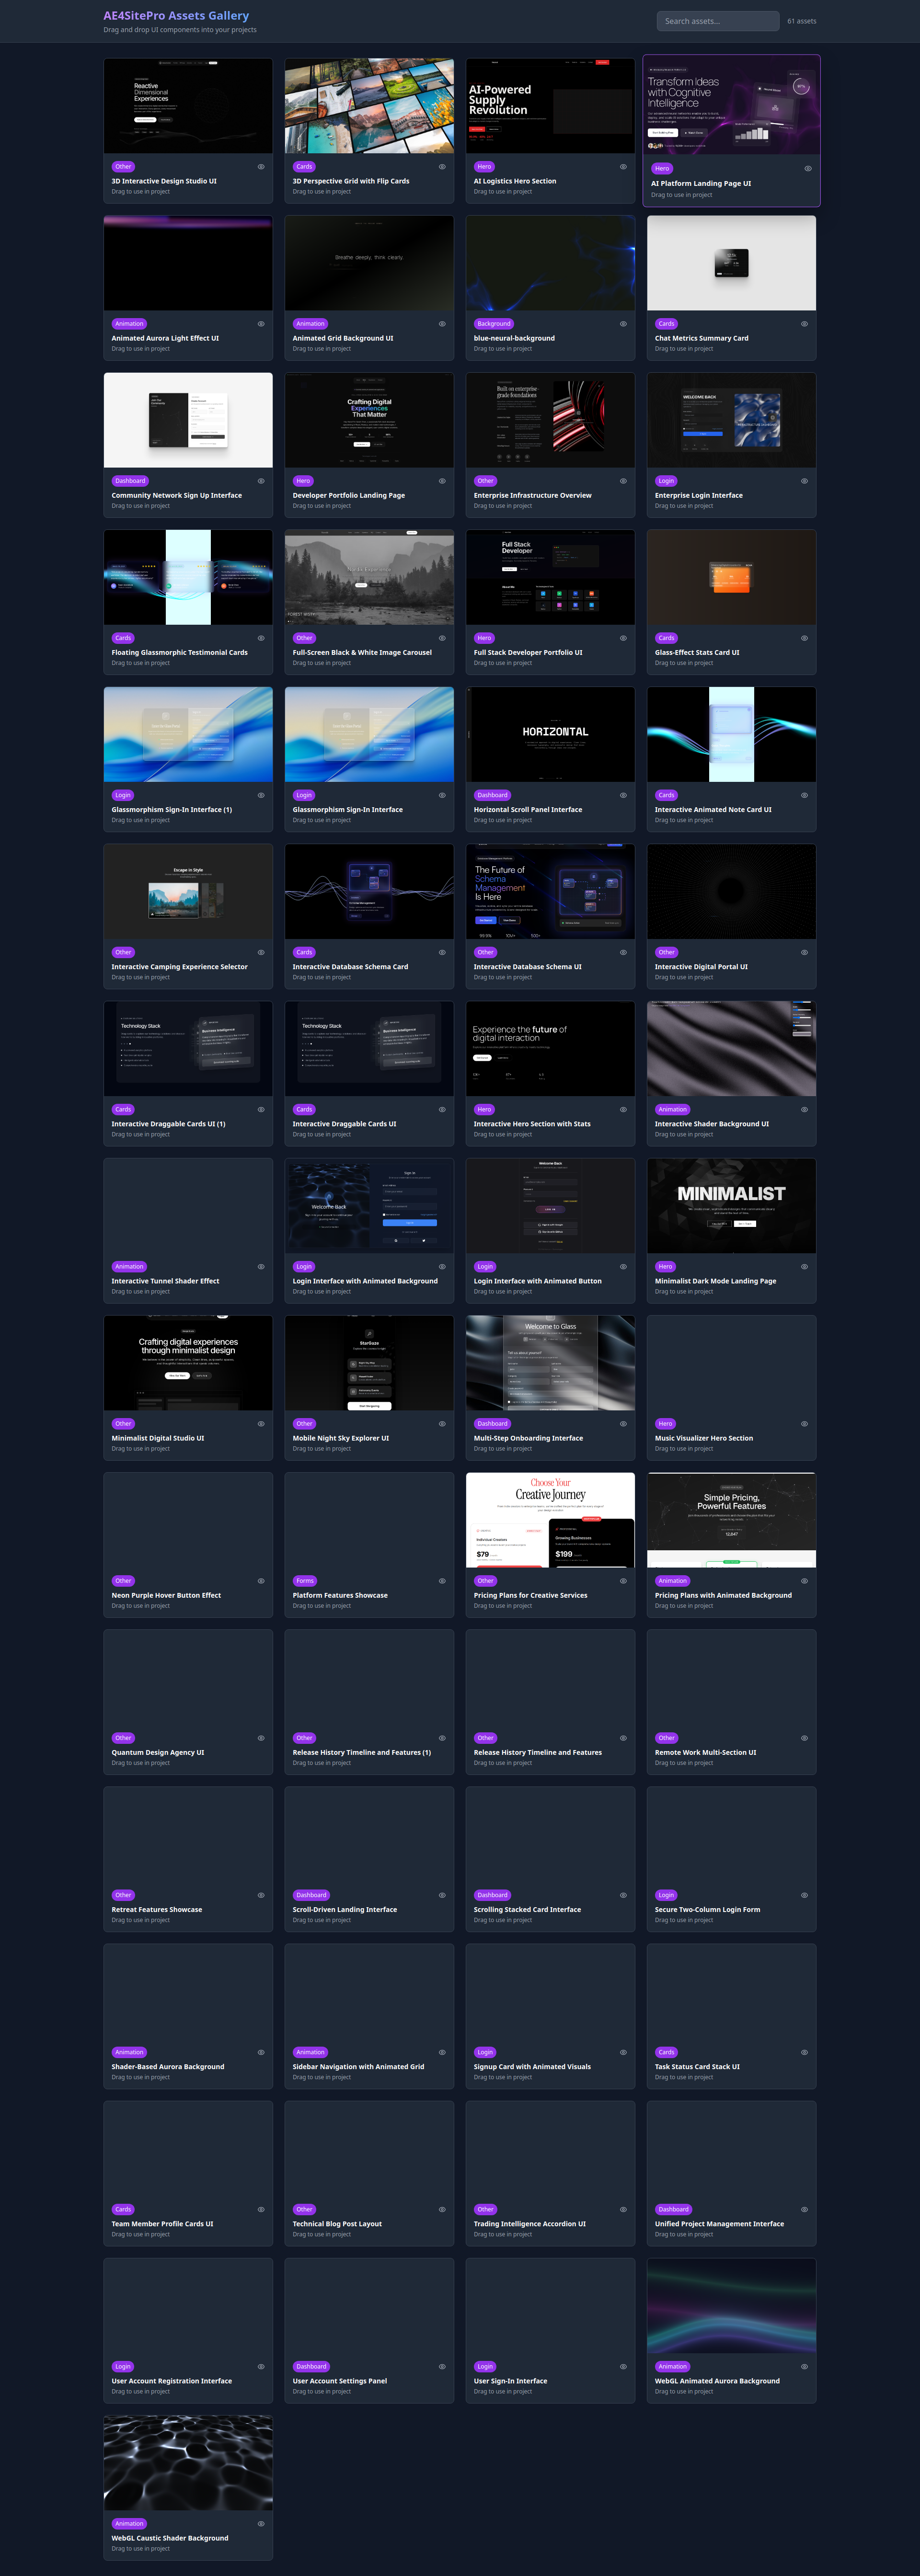 AE4SitePro Assets Gallery
Drag and drop UI components into your projects
Search assets...
61 assets
Reactive
Dimensional
Experiences
Other
3D Interactive Design Studio UI
Drag to use in project
Cards
3D Perspective Grid with Flip Cards
Drag to use in project
AI-Powered
Supply
Revolution
Hero
AI Logistics Hero Section
Drag to use in project
Transform Ideas
with Cognitive
Intelligence
Hero
AI Platform Landing Page UI
Drag to use in project
Animation
Animated Aurora Light Effect UI
Drag to use in project
Breathe deeply, think clearly.
Animation
Animated Grid Background UI
Drag to use in project
Background
blue-neural-background
Drag to use in project
Cards
Chat Metrics Summary Card
Drag to use in project
Dashboard
Community Network Sign Up Interface
Drag to use in project
Crafting Digital
Experiences
That Matter
Hero
Developer Portfolio Landing Page
Drag to use in project
Built on enterprise-
grade foundations
Other
Enterprise Infrastructure Overview
Drag to use in project
WELCOME BACK
Login
Enterprise Login Interface
Drag to use in project
Cards
Floating Glassmorphic Testimonial Cards
Drag to use in project
Other
Full-Screen Black & White Image Carousel
Drag to use in project
Full Stack
Developer
Hero
Full Stack Developer Portfolio UI
Drag to use in project
Cards
Glass-Effect Stats Card UI
Drag to use in project
Login
Glassmorphism Sign-In Interface (1)
Drag to use in project
Login
Glassmorphism Sign-In Interface
Drag to use in project
HORIZONTAL
Dashboard
Horizontal Scroll Panel Interface
Drag to use in project
Cards
Interactive Animated Note Card UI
Drag to use in project
Escape in Style
Other
Interactive Camping Experience Selector
Drag to use in project
Cards
Interactive Database Schema Card
Drag to use in project
The Future of
Schema
Management
Is Here
Other
Interactive Database Schema UI
Drag to use in project
Other
Interactive Digital Portal UI
Drag to use in project
Technology Stack
Business Intelligence
Cards
Interactive Draggable Cards UI (1)
Drag to use in project
Technology Stack
Business Intelligence
Cards
Interactive Draggable Cards UI
Drag to use in project
Experience the future of
digital interaction
Hero
Interactive Hero Section with Stats
Drag to use in project
Animation
Interactive Shader Background UI
Drag to use in project
Animation
Interactive Tunnel Shader Effect
Drag to use in project
Welcome Back
Sign In
Login
Login Interface with Animated Background
Drag to use in project
Welcome Back
Login
Login Interface with Animated Button
Drag to use in project
MINIMALIST
Hero
Minimalist Dark Mode Landing Page
Drag to use in project
Crafting digital experiences
through minimalist design
Other
Minimalist Digital Studio UI
Drag to use in project
StarGaze
Other
Mobile Night Sky Explorer UI
Drag to use in project
Welcome to Glass
Tell us about yourself
Dashboard
Multi-Step Onboarding Interface
Drag to use in project
Hero
Music Visualizer Hero Section
Drag to use in project
Other
Neon Purple Hover Button Effect
Drag to use in project
Forms
Platform Features Showcase
Drag to use in project
Choose Your
Creative Journey
Individual Creators
$79
Growing Businesses
$199
Other
Pricing Plans for Creative Services
Drag to use in project
Simple Pricing,
Powerful Features
12,847
Animation
Pricing Plans with Animated Background
Drag to use in project
Other
Quantum Design Agency UI
Drag to use in project
Other
Release History Timeline and Features (1)
Drag to use in project
Other
Release History Timeline and Features
Drag to use in project
Other
Remote Work Multi-Section UI
Drag to use in project
Other
Retreat Features Showcase
Drag to use in project
Dashboard
Scroll-Driven Landing Interface
Drag to use in project
Dashboard
Scrolling Stacked Card Interface
Drag to use in project
Login
Secure Two-Column Login Form
Drag to use in project
Animation
Shader-Based Aurora Background
Drag to use in project
Animation
Sidebar Navigation with Animated Grid
Drag to use in project
Login
Signup Card with Animated Visuals
Drag to use in project
Cards
Task Status Card Stack UI
Drag to use in project
Cards
Team Member Profile Cards UI
Drag to use in project
Other
Technical Blog Post Layout
Drag to use in project
Other
Trading Intelligence Accordion UI
Drag to use in project
Dashboard
Unified Project Management Interface
Drag to use in project
Login
User Account Registration Interface
Drag to use in project
Dashboard
User Account Settings Panel
Drag to use in project
Login
User Sign-In Interface
Drag to use in project
Animation
WebGL Animated Aurora Background
Drag to use in project
Animation
WebGL Caustic Shader Background
Drag to use in project